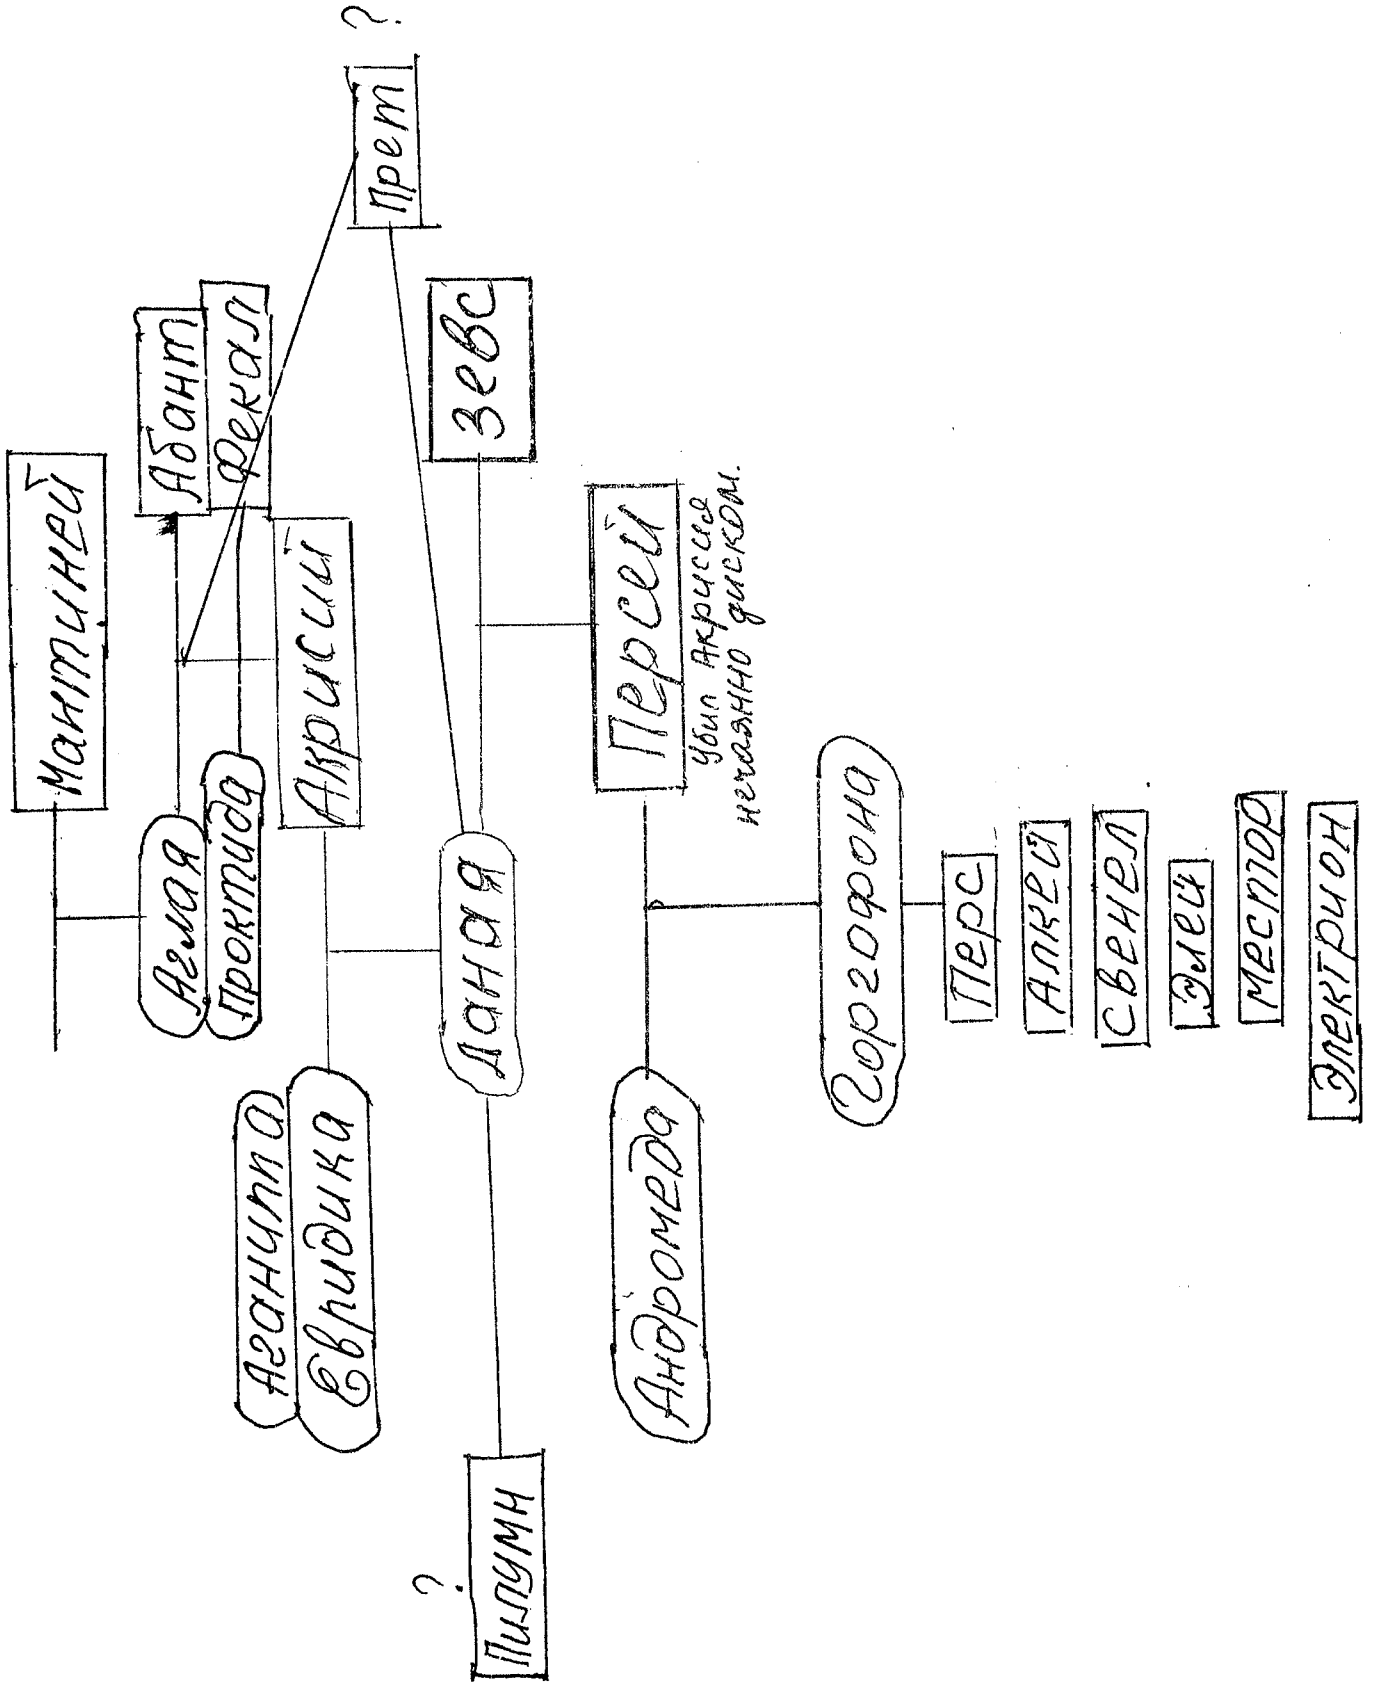 Мантиней
Аглая
Абант
Проктида
Фекал
Аганиппа
Евридика
Акрисий
Прет
?
?
Пилумн
Даная
Зевс
Андромеда
Персей
Убил Акрисия
нечаянно диском.
Горгофона
Перс
Алкей
Свенел
Элей
Местор
Электрион